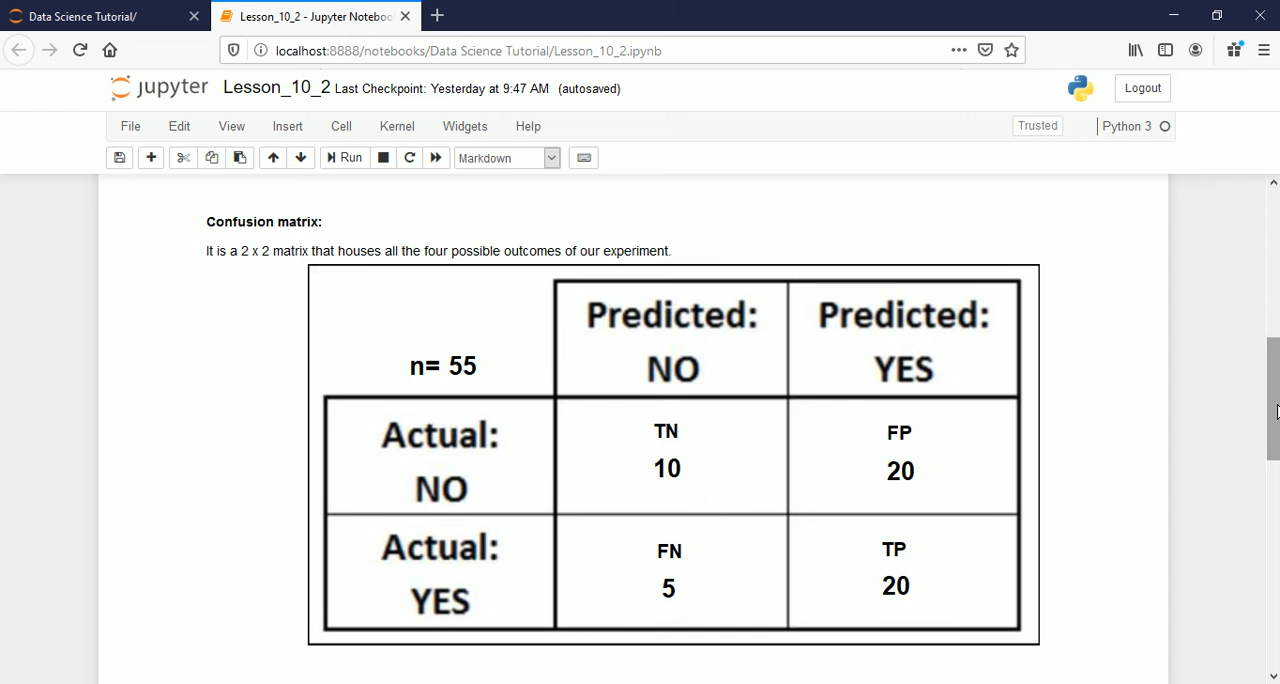 Data Science Tutorial/
Lesson_10_2 - Jupyter Noteboo
localhost:8888/notebooks/Data Science Tutorial/Lesson_10_2.ipynb
jupyter Lesson_10_2 Last Checkpoint: Yesterday at 9:47 AM (autosaved)
Logout
File Edit View Insert Cell Kernel Widgets Help
Trusted
Python 3
Run
Markdown
Confusion matrix:
It is a 2 x 2 matrix that houses all the four possible outcomes of our experiment.
n= 55
Predicted:
NO
Predicted:
YES
Actual:
NO
TN
10
FP
20
Actual:
YES
FN
5
TP
20